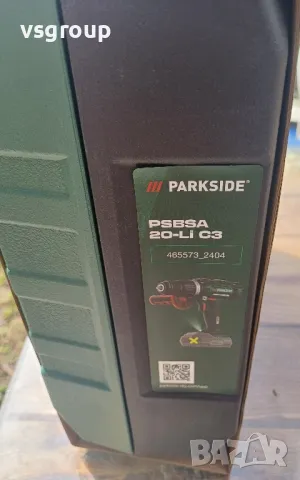 vsgroup
/// PARKSIDE®
PSBSA
20-Li C3
465573_2404
BAZAR